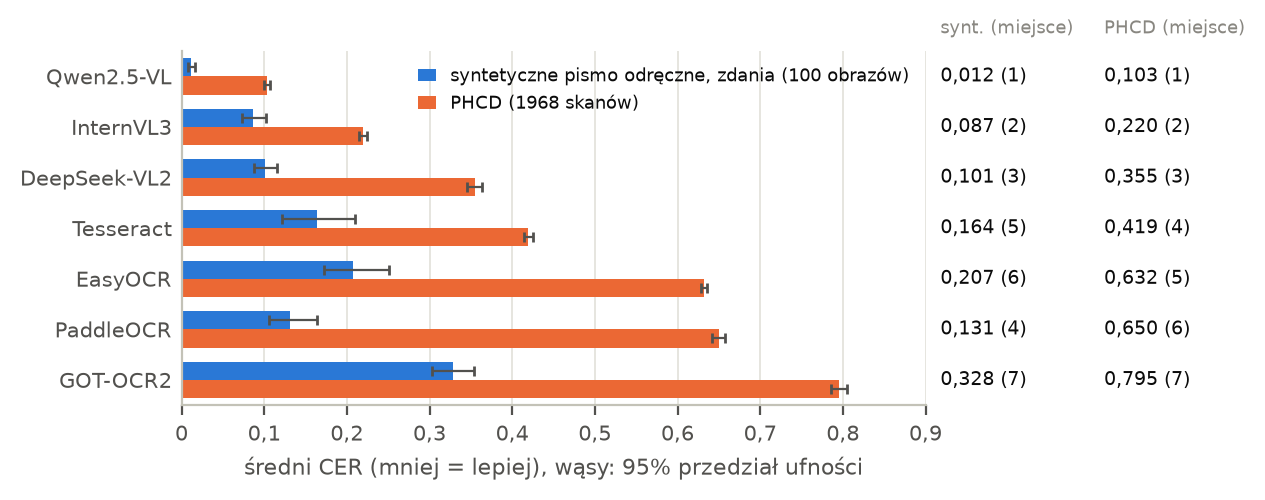 synt. (miejsce) PHCD (miejsce)
syntetyczne pismo odręczne, zdania (100 obrazów)
PHCD (1968 skanów)
Qwen2.5-VL 0,012 (1) 0,103 (1)
InternVL3 0,087 (2) 0,220 (2)
DeepSeek-VL2 0,101 (3) 0,355 (3)
Tesseract 0,164 (5) 0,419 (4)
EasyOCR 0,207 (6) 0,632 (5)
PaddleOCR 0,131 (4) 0,650 (6)
GOT-OCR2 0,328 (7) 0,795 (7)
0 0,1 0,2 0,3 0,4 0,5 0,6 0,7 0,8 0,9
średni CER (mniej = lepiej), wąsy: 95% przedział ufności